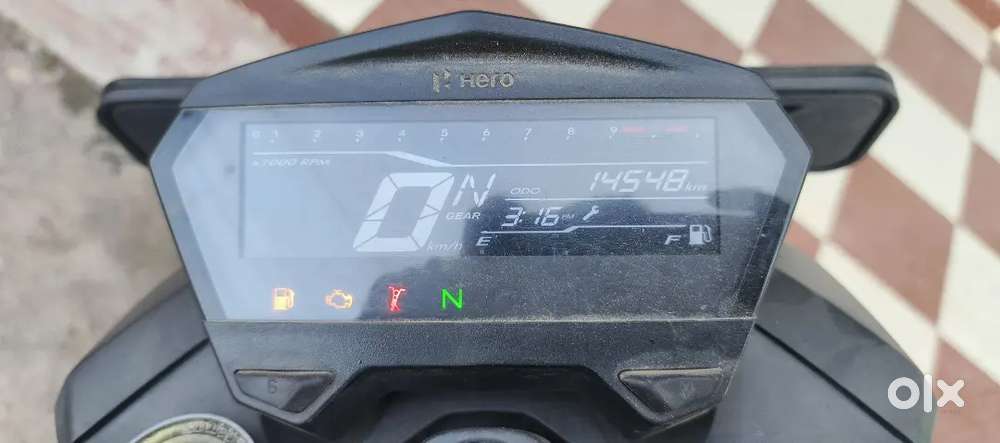 Hero
0 1 2 3 4 5 6 7 8 9
x1000 RPM
N
ODO 14548 km
GEAR
3:16 PM
0
km/h
E F
N
G
olx